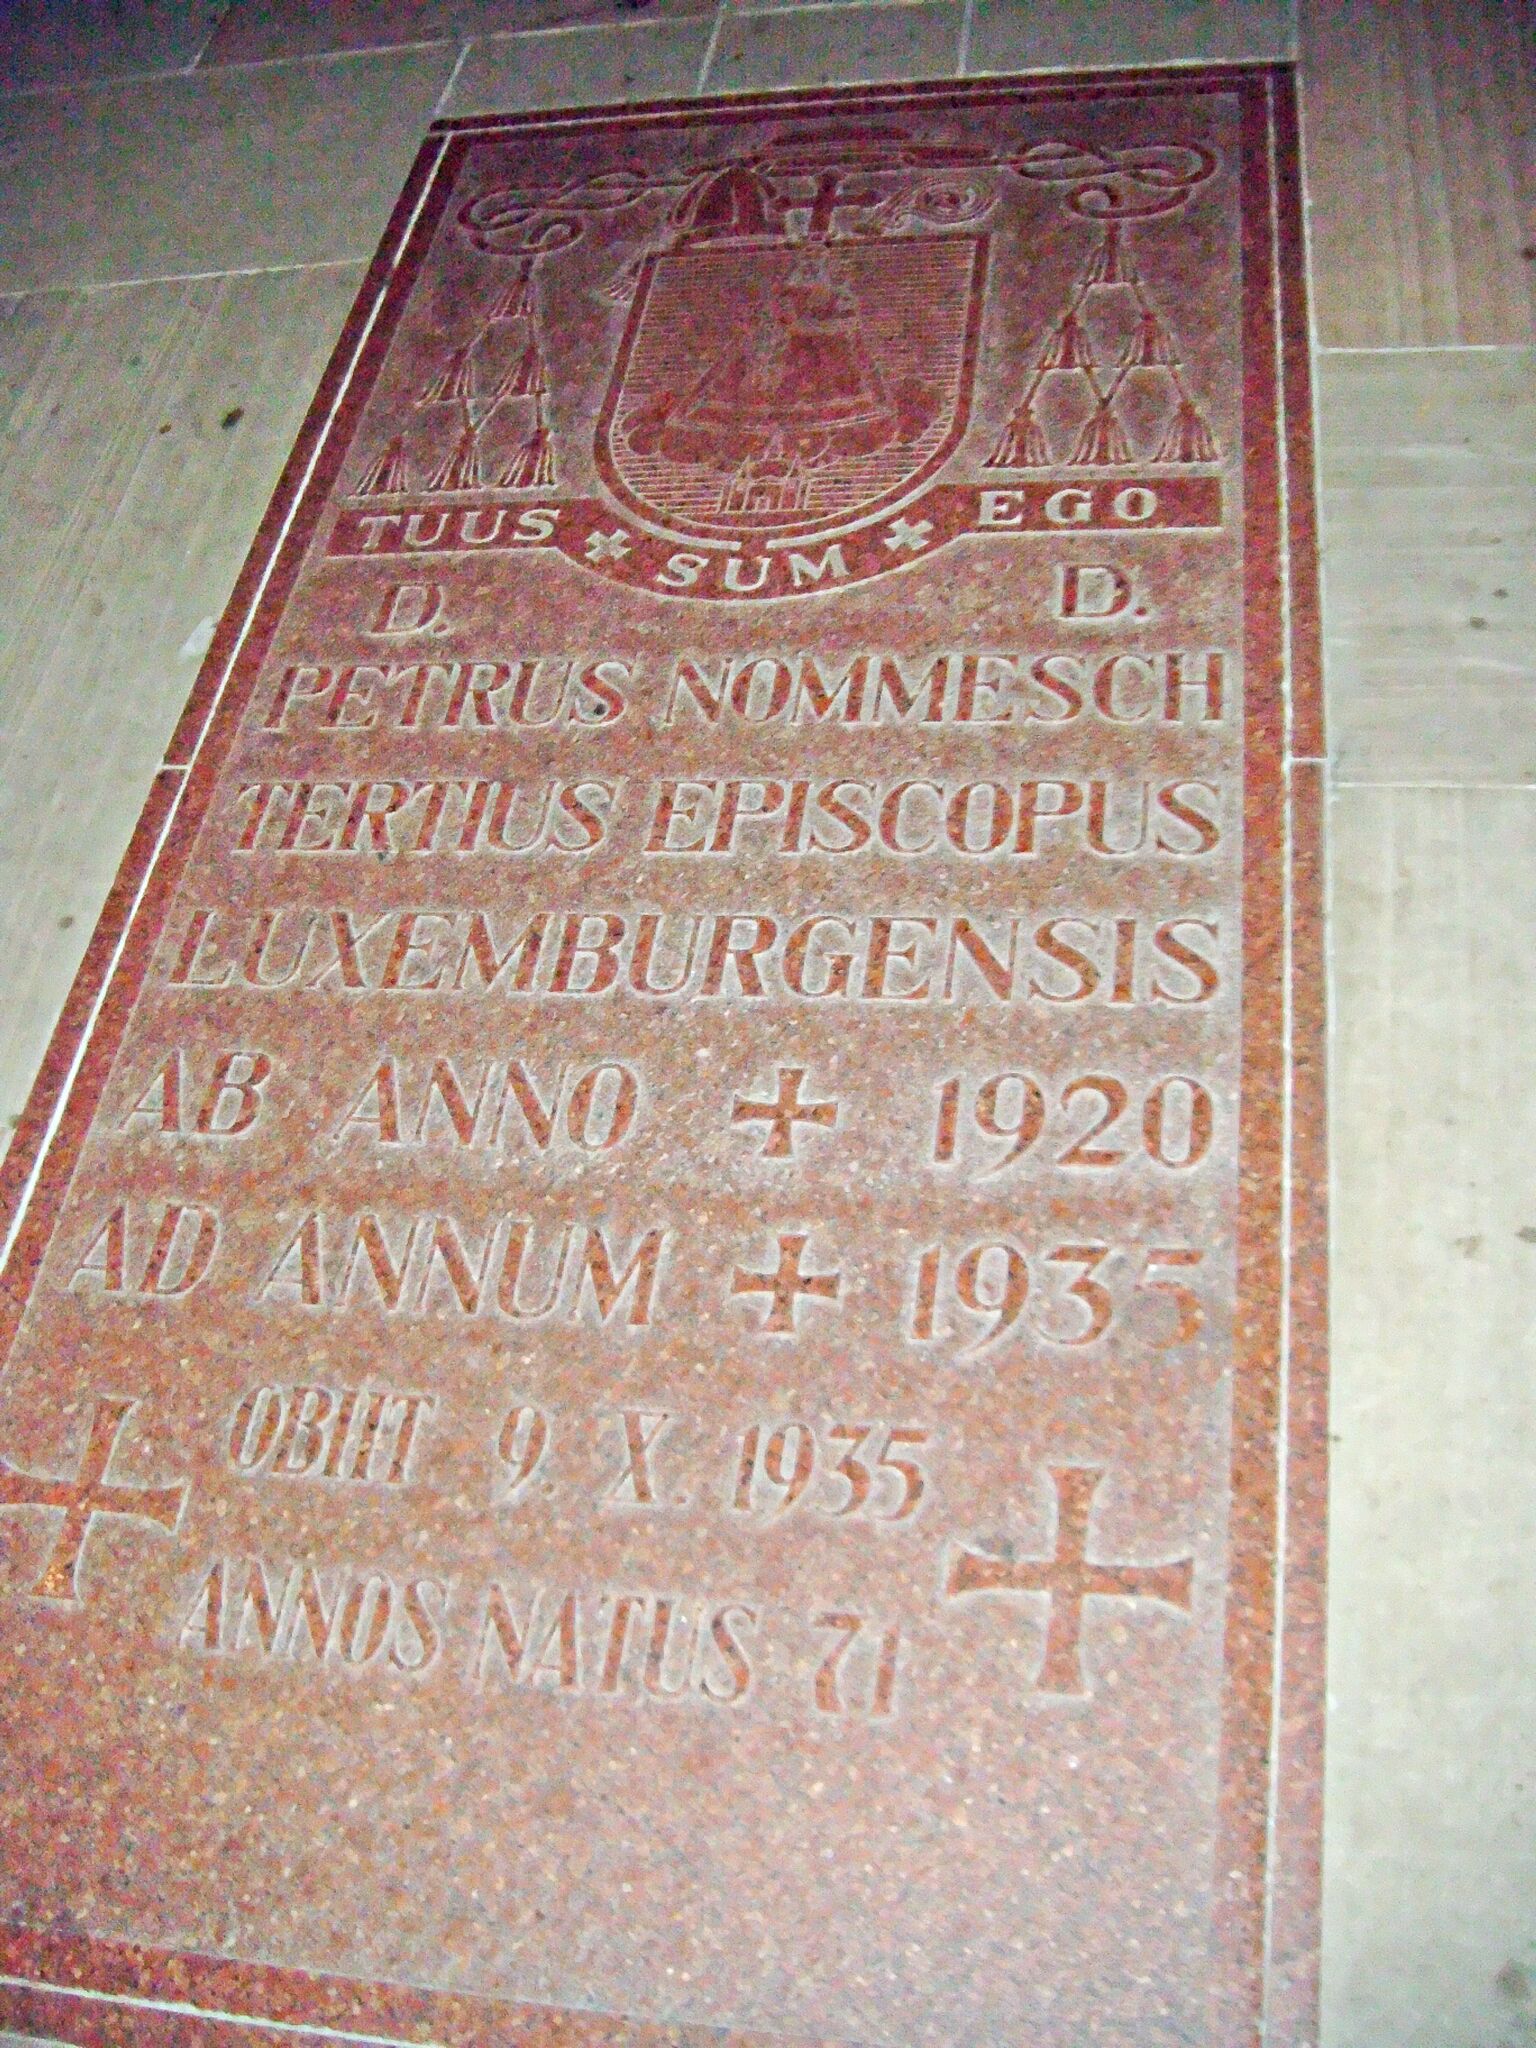 TUUS SUM EGO
D. D.
PETRUS NOMMESCH
TERTIUS EPISCOPUS
LUXEMBURGENSIS
AB ANNO + 1920
AD ANNUM + 1935
OBIIT 9. X. 1935
ANNOS NATUS 71